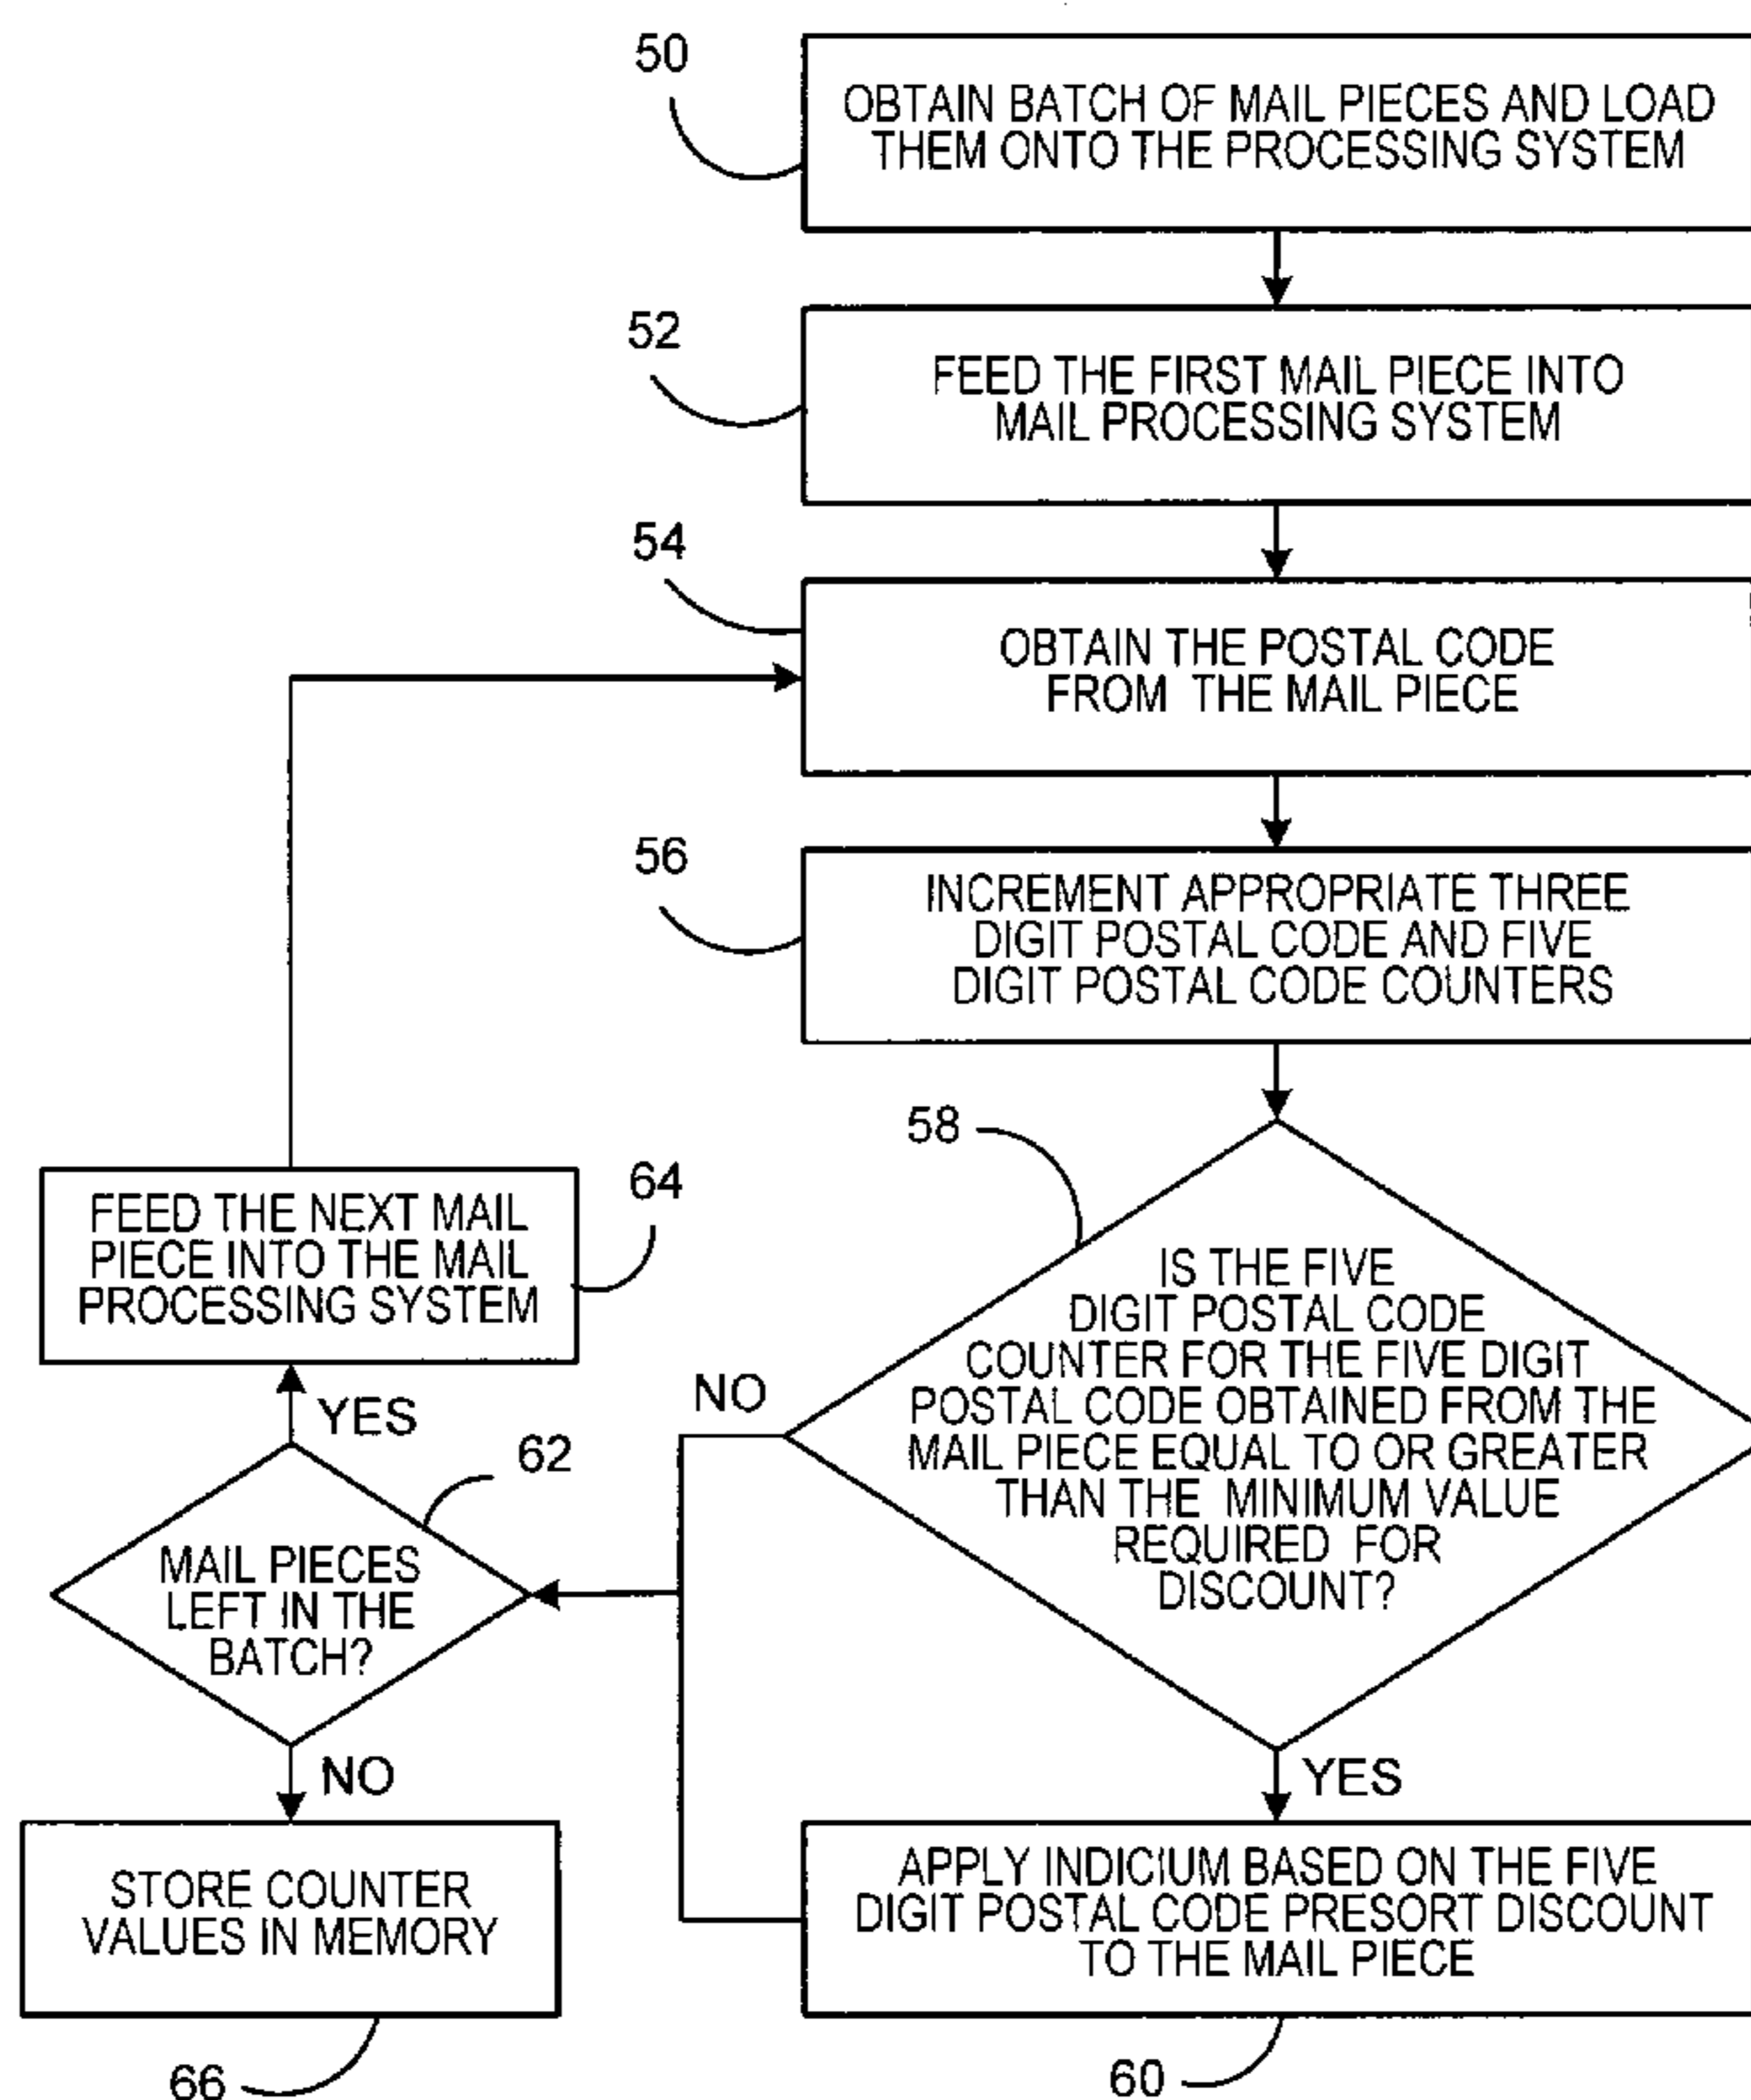 50
OBTAIN BATCH OF MAIL PIECES AND LOAD
THEM ONTO THE PROCESSING SYSTEM
52
FEED THE FIRST MAIL PIECE INTO
MAIL PROCESSING SYSTEM
54
OBTAIN THE POSTAL CODE
FROM THE MAIL PIECE
56
INCREMENT APPROPRIATE THREE
DIGIT POSTAL CODE AND FIVE
DIGIT POSTAL CODE COUNTERS
58
IS THE FIVE
DIGIT POSTAL CODE
COUNTER FOR THE FIVE DIGIT
POSTAL CODE OBTAINED FROM THE
MAIL PIECE EQUAL TO OR GREATER
THAN THE MINIMUM VALUE
REQUIRED FOR
DISCOUNT?
NO
YES
APPLY INDICIUM BASED ON THE FIVE
DIGIT POSTAL CODE PRESORT DISCOUNT
TO THE MAIL PIECE
60
64
FEED THE NEXT MAIL
PIECE INTO THE MAIL
PROCESSING SYSTEM
YES
62
MAIL PIECES
LEFT IN THE
BATCH?
NO
STORE COUNTER
VALUES IN MEMORY
66